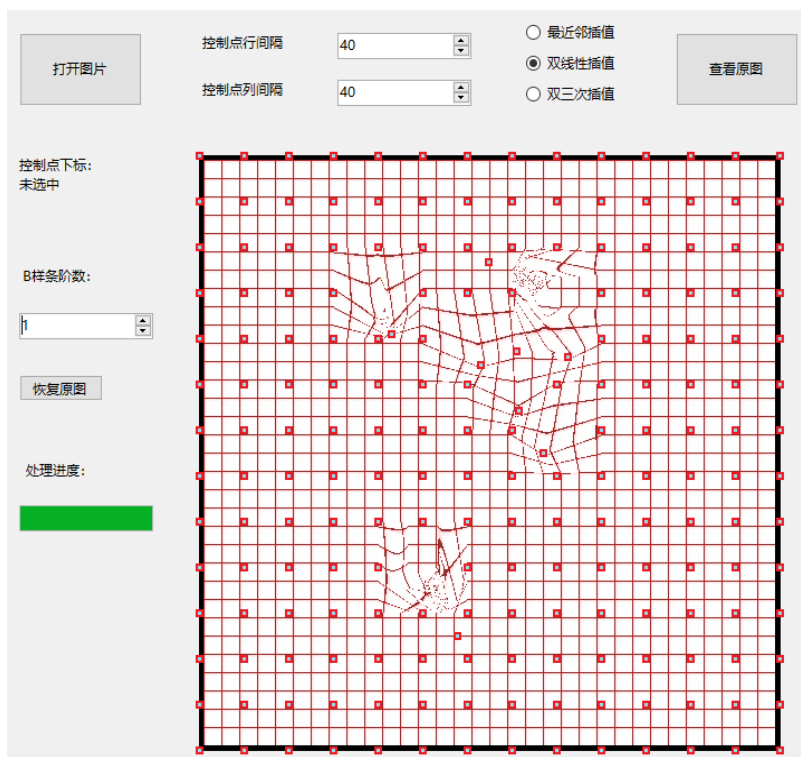 打开图片
控制点行间隔
40
控制点列间隔
40
最近邻插值
双线性插值
双三次插值
查看原图
控制点下标:
未选中
B样条阶数:
1
恢复原图
处理进度: